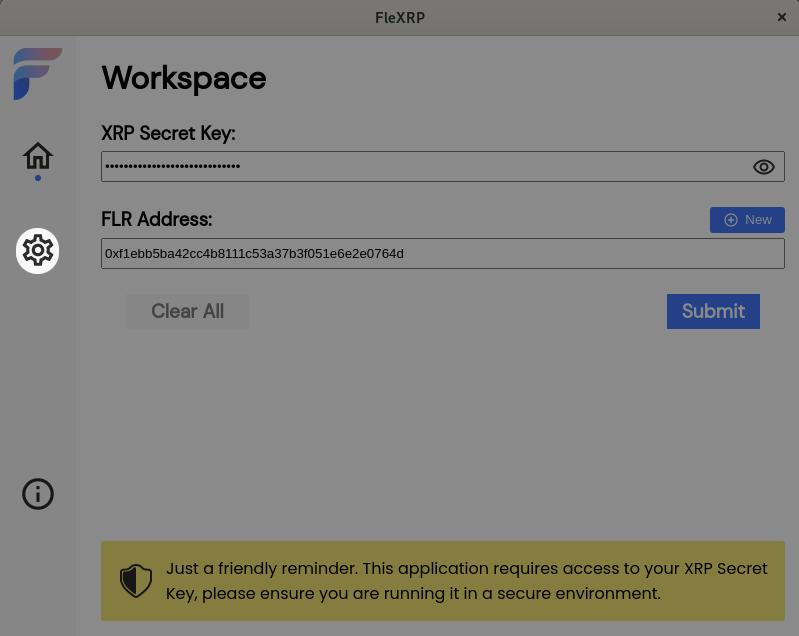 FleXRP
Workspace
XRP Secret Key:
•••••••••••••••••••••••••••••
FLR Address:
New
0xf1ebb5ba42cc4b8111c53a37b3f051e6e2e0764d
Clear All
Submit
Just a friendly reminder. This application requires access to your XRP Secret
Key, please ensure you are running it in a secure environment.